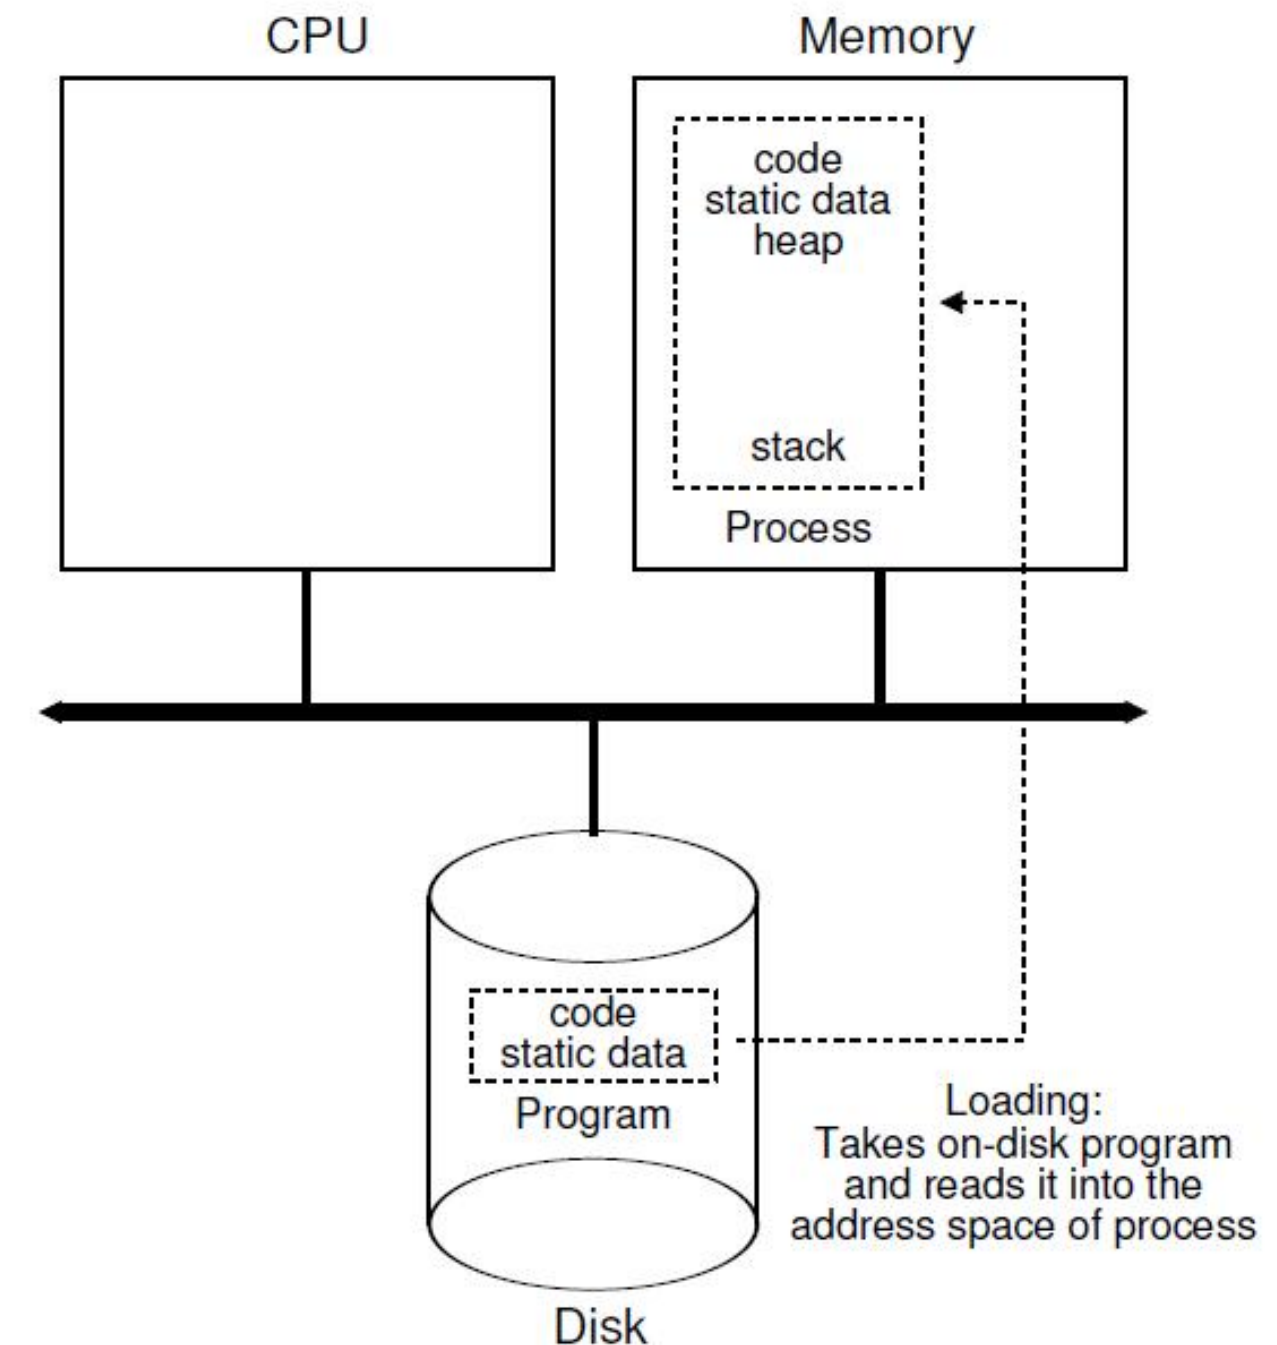 CPU
Memory
code
static data
heap
stack
Process
code
static data
Program
Loading:
Takes on-disk program
and reads it into the
address space of process
Disk